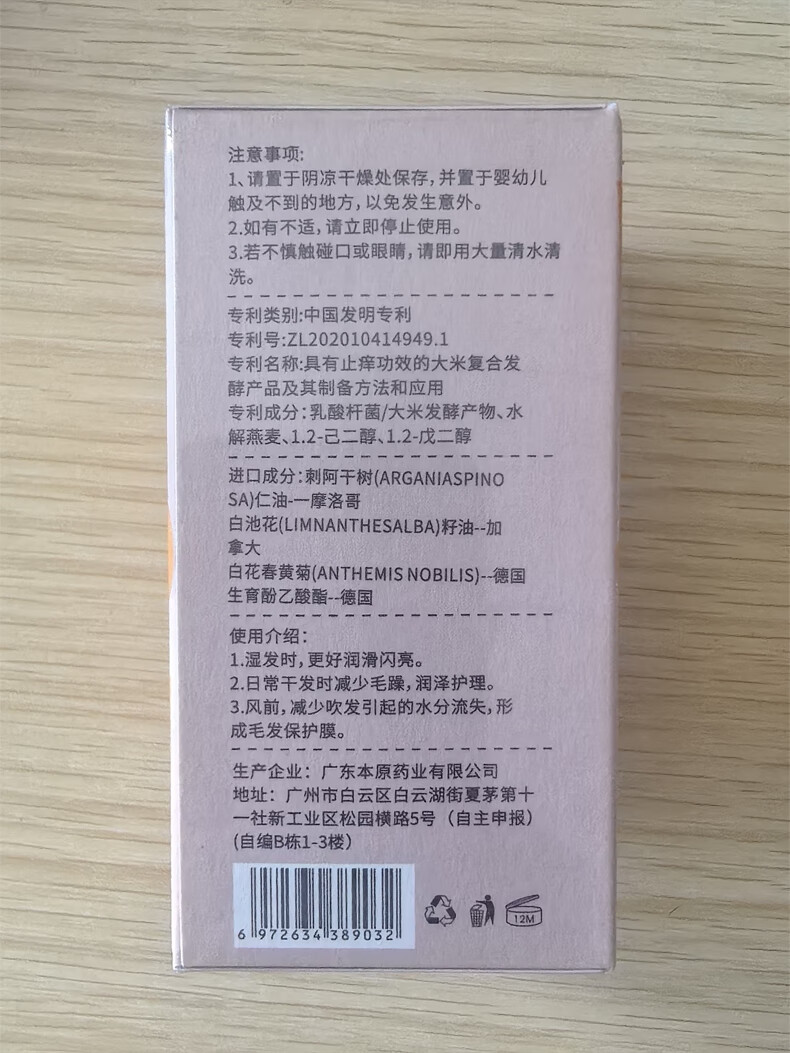 注意事项:
1、请置于阴凉干燥处保存,并置于婴幼儿
触及不到的地方,以免发生意外。
2.如有不适,请立即停止使用。
3.若不慎触碰口或眼睛,请即用大量清水清
洗。
专利类别:中国发明专利
专利号:ZL202010414949.1
专利名称:具有止痒功效的大米复合发
酵产品及其制备方法和应用
专利成分:乳酸杆菌/大米发酵产物、水
解燕麦、1.2-己二醇、1.2-戊二醇
进口成分:刺阿干树(ARGANIASPINO
SA)仁油-一摩洛哥
白池花(LIMNANTHESALBA)籽油--加
拿大
白花春黄菊(ANTHEMIS NOBILIS)--德国
生育酚乙酸酯--德国
使用介绍:
1.湿发时,更好润滑闪亮。
2.日常干发时减少毛躁,润泽护理。
3.风前,减少吹发引起的水分流失,形
成毛发保护膜。
生产企业: 广东本原药业有限公司
地址: 广州市白云区白云湖街夏茅第十
一社新工业区松园横路5号(自主申报)
(自编B栋1-3楼)
6 972634 389032
12M